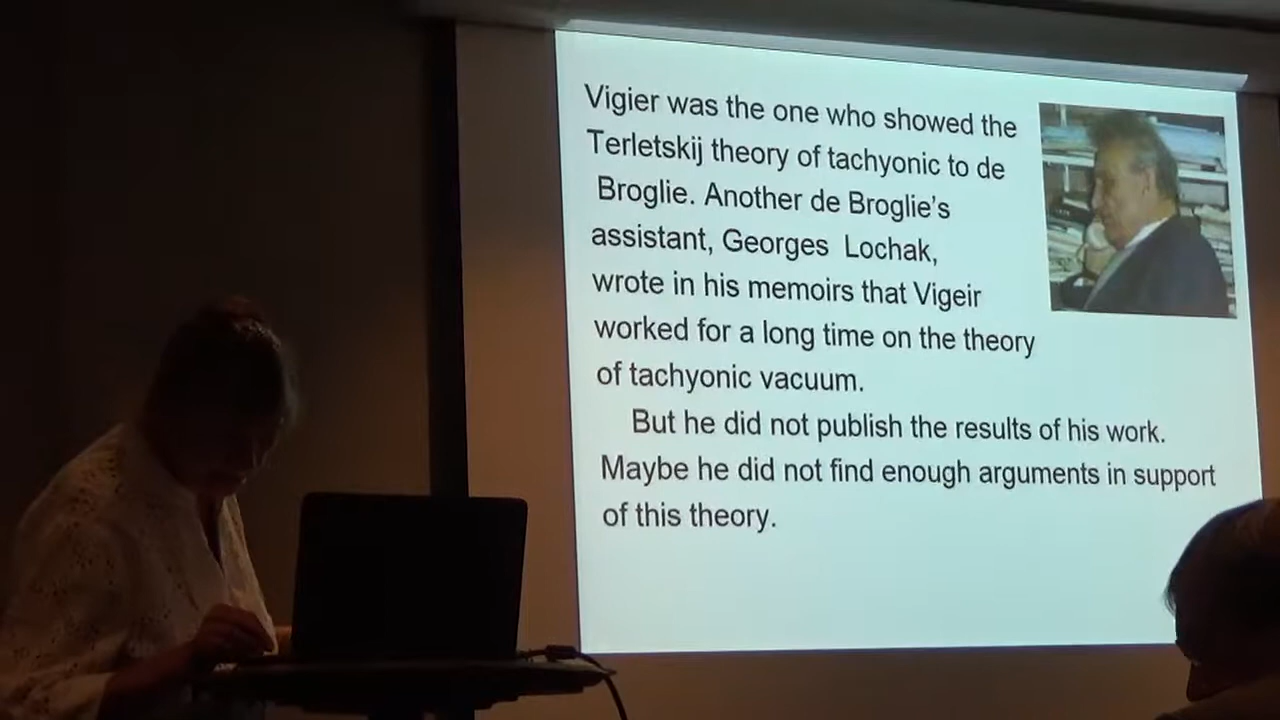 Vigier was the one who showed the
Terletskij theory of tachyonic to de
Broglie. Another de Broglie's
assistant, Georges Lochak,
wrote in his memoirs that Vigeir
worked for a long time on the theory
of tachyonic vacuum.
But he did not publish the results of his work.
Maybe he did not find enough arguments in support
of this theory.